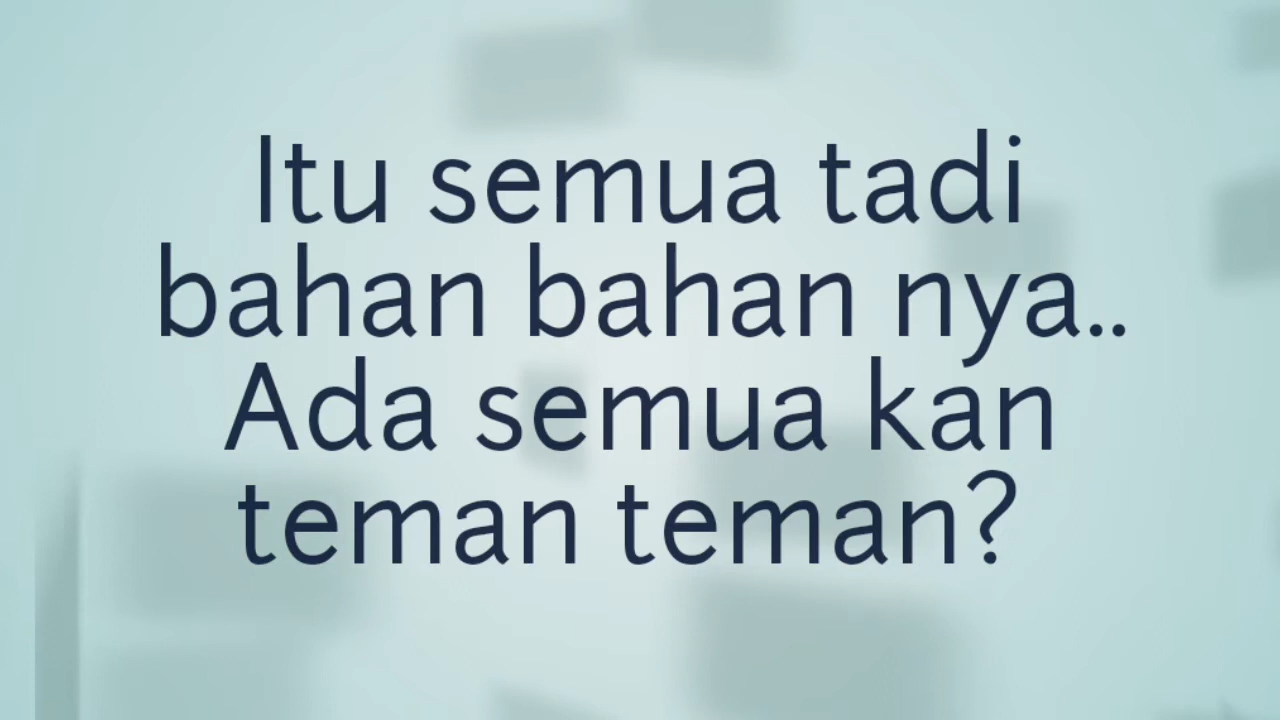 Itu semua tadi
bahan bahan nya..
Ada semua kan
teman teman?